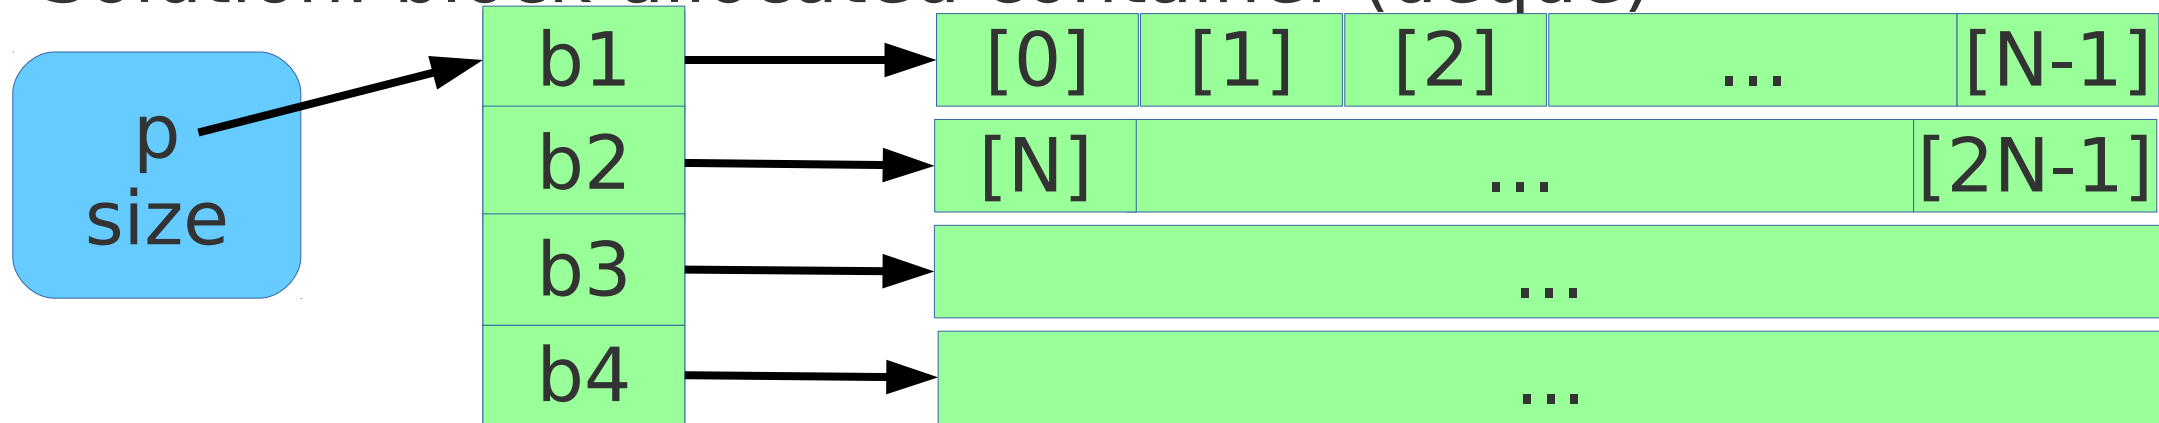 b1 [0] [1] [2] ... [N-1]
p
b2 [N] ... [2N-1]
size
b3 ...
b4 ...